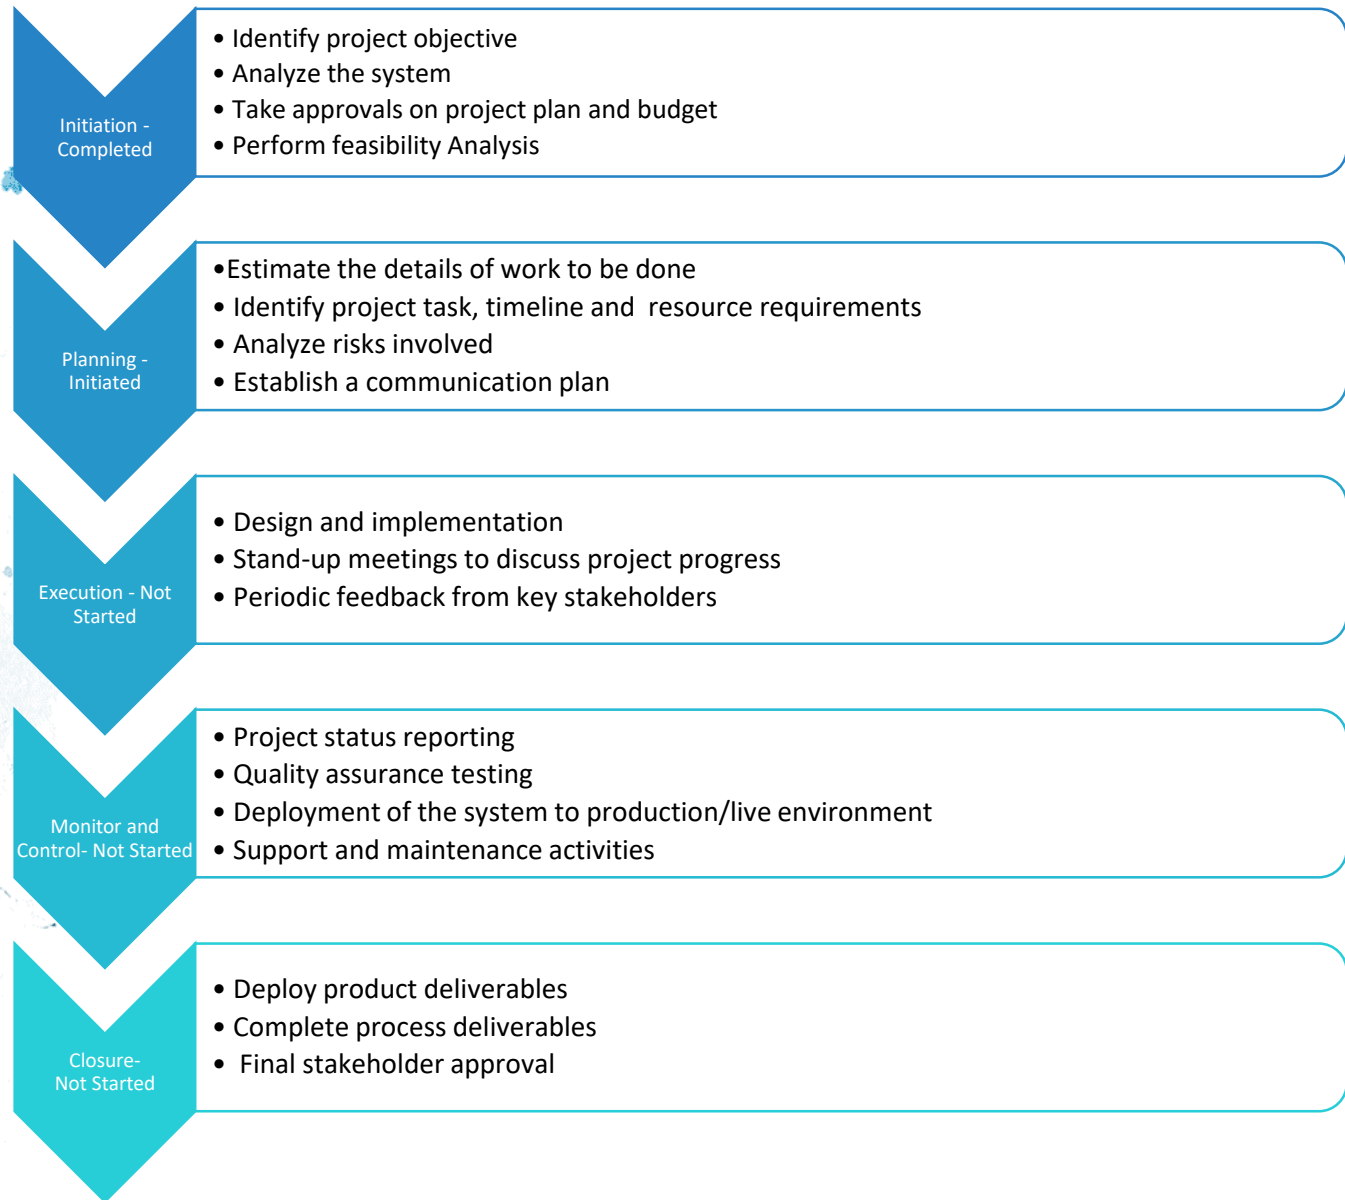 Initiation -
Completed
• Identify project objective
• Analyze the system
• Take approvals on project plan and budget
• Perform feasibility Analysis
Planning -
Initiated
•Estimate the details of work to be done
• Identify project task, timeline and  resource requirements
• Analyze risks involved
• Establish a communication plan
Execution - Not
Started
• Design and implementation
• Stand-up meetings to discuss project progress
• Periodic feedback from key stakeholders
Monitor and
Control- Not Started
• Project status reporting
• Quality assurance testing
• Deployment of the system to production/live environment
• Support and maintenance activities
Closure-
Not Started
• Deploy product deliverables
• Complete process deliverables
•  Final stakeholder approval